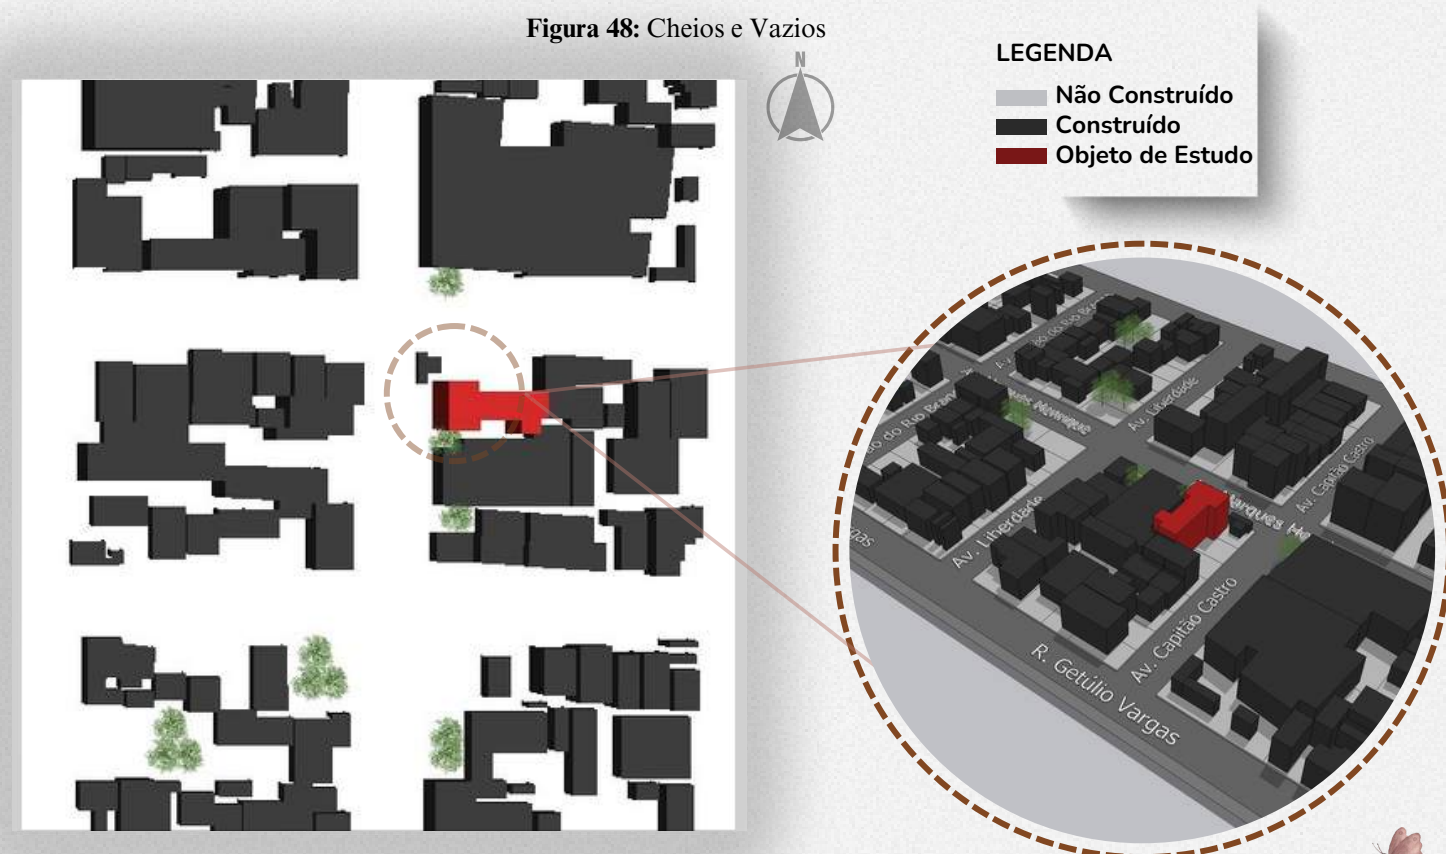 Figura 48: Cheios e Vazios
N
LEGENDA
Não Construído
Construído
Objeto de Estudo
Av. Liberdade
Av. Capitão Castro
Av. Liberdade
Av. Capitão Castro
R. Getúlio Vargas